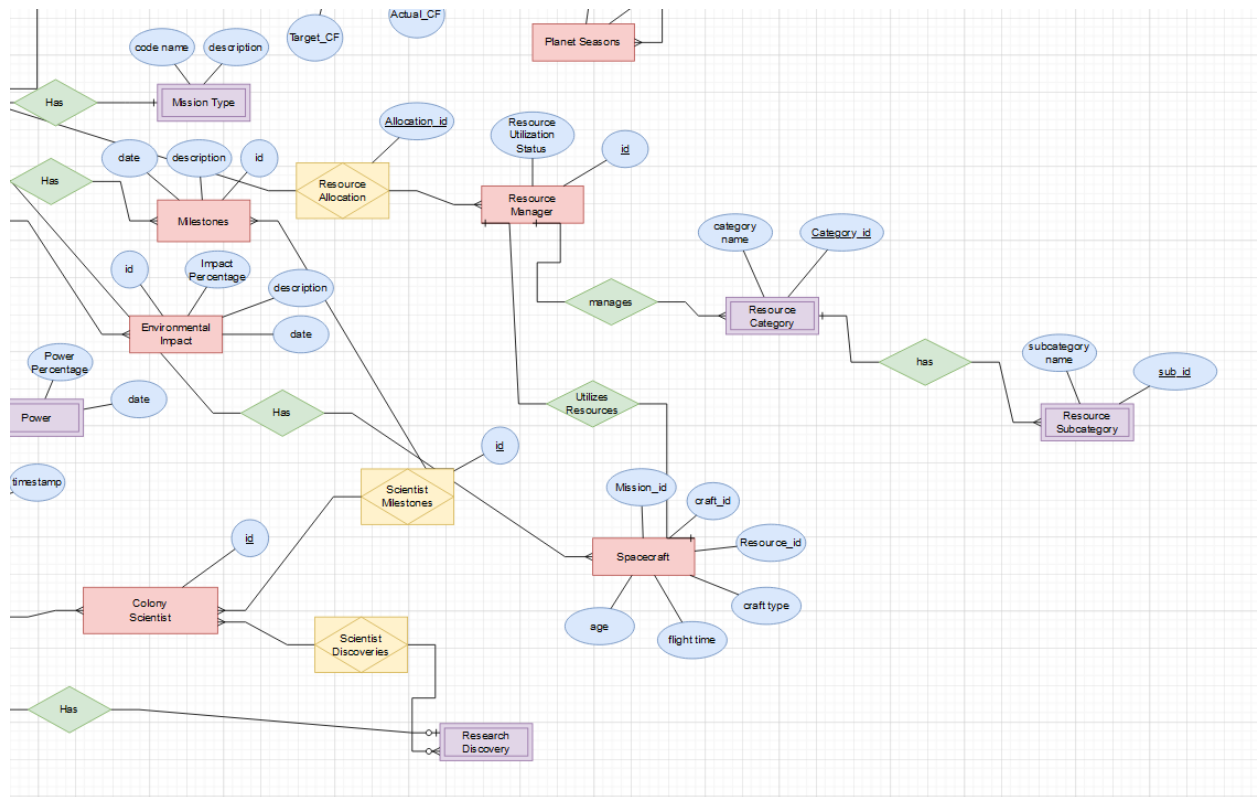 Actual_CF
Target_CF
Planet Seasons
code name
description
Has
Mission Type
Allocation_id
Resource
Utilization
Status
id
date
description
id
Has
Resource
Allocation
Resource
Manager
Milestones
category
name
Category_id
id
Impact
Percentage
description
manages
Resource
Category
Environmental
Impact
date
subcategory
name
sub_id
has
Power
Percentage
date
Power
Has
Utilizes
Resources
Resource
Subcategory
id
timestamp
Scientist
Milestones
Mission_id
craft_id
id
Resource_id
Spacecraft
Colony
Scientist
craft type
age
flight time
Scientist
Discoveries
Has
Research
Discovery